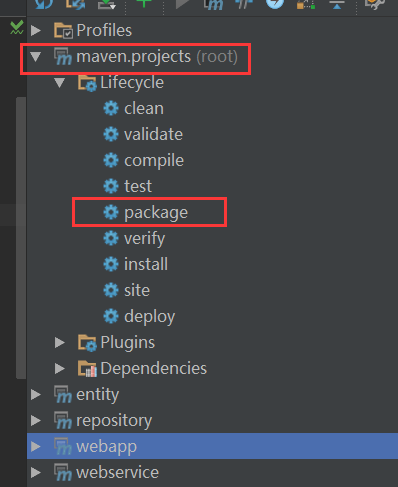 Profiles
maven.projects (root)
Lifecycle
clean
validate
compile
test
package
verify
install
site
deploy
Plugins
Dependencies
entity
repository
webapp
webservice